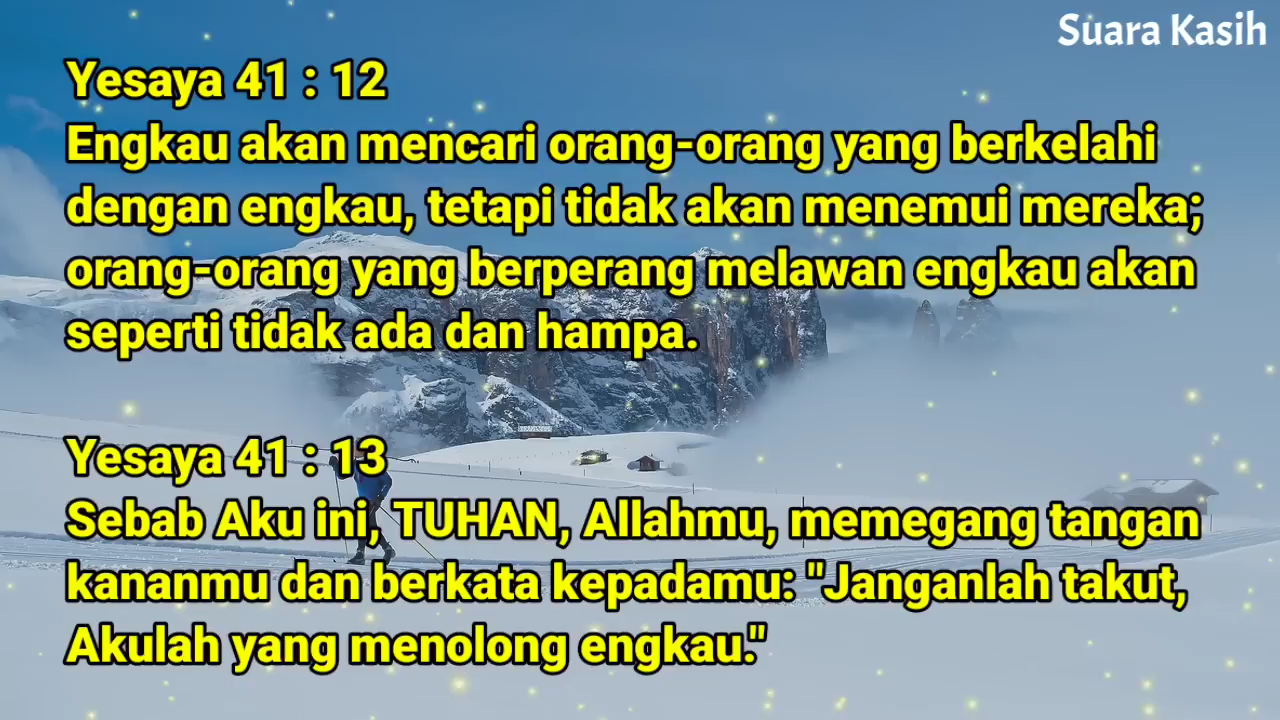 Suara Kasih
Yesaya 41 : 12
Engkau akan mencari orang-orang yang berkelahi
dengan engkau, tetapi tidak akan menemui mereka;
orang-orang yang berperang melawan engkau akan
seperti tidak ada dan hampa.
Yesaya 41 : 13
Sebab Aku ini, TUHAN, Allahmu, memegang tangan
kananmu dan berkata kepadamu: "Janganlah takut,
Akulah yang menolong engkau."